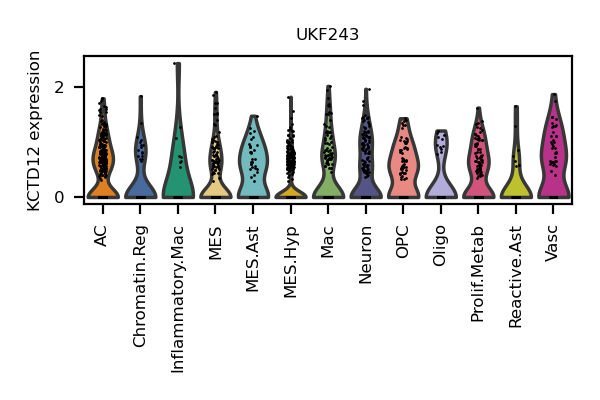 UKF243
KCTD12 expression
2
0
AC
Chromatin.Reg
Inflammatory.Mac
MES
MES.Ast
MES.Hyp
Mac
Neuron
OPC
Oligo
Prolif.Metab
Reactive.Ast
Vasc